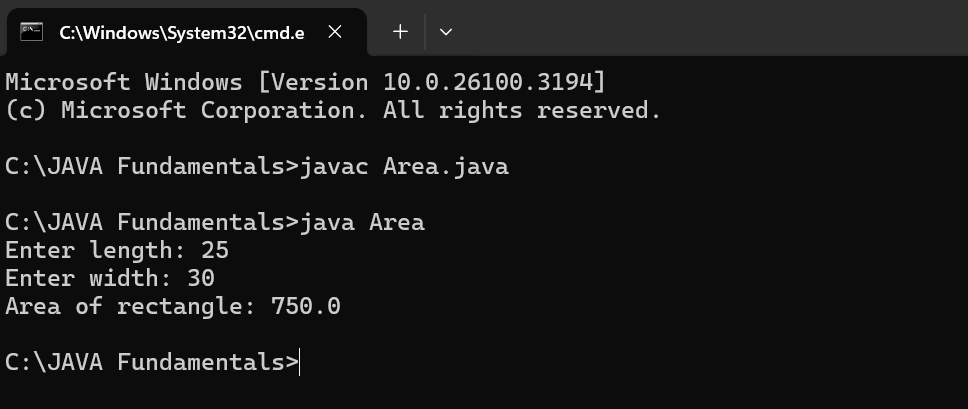 C:\Windows\System32\cmd.e
Microsoft Windows [Version 10.0.26100.3194]
(c) Microsoft Corporation. All rights reserved.
C:\JAVA Fundamentals>javac Area.java
C:\JAVA Fundamentals>java Area
Enter length: 25
Enter width: 30
Area of rectangle: 750.0
C:\JAVA Fundamentals>